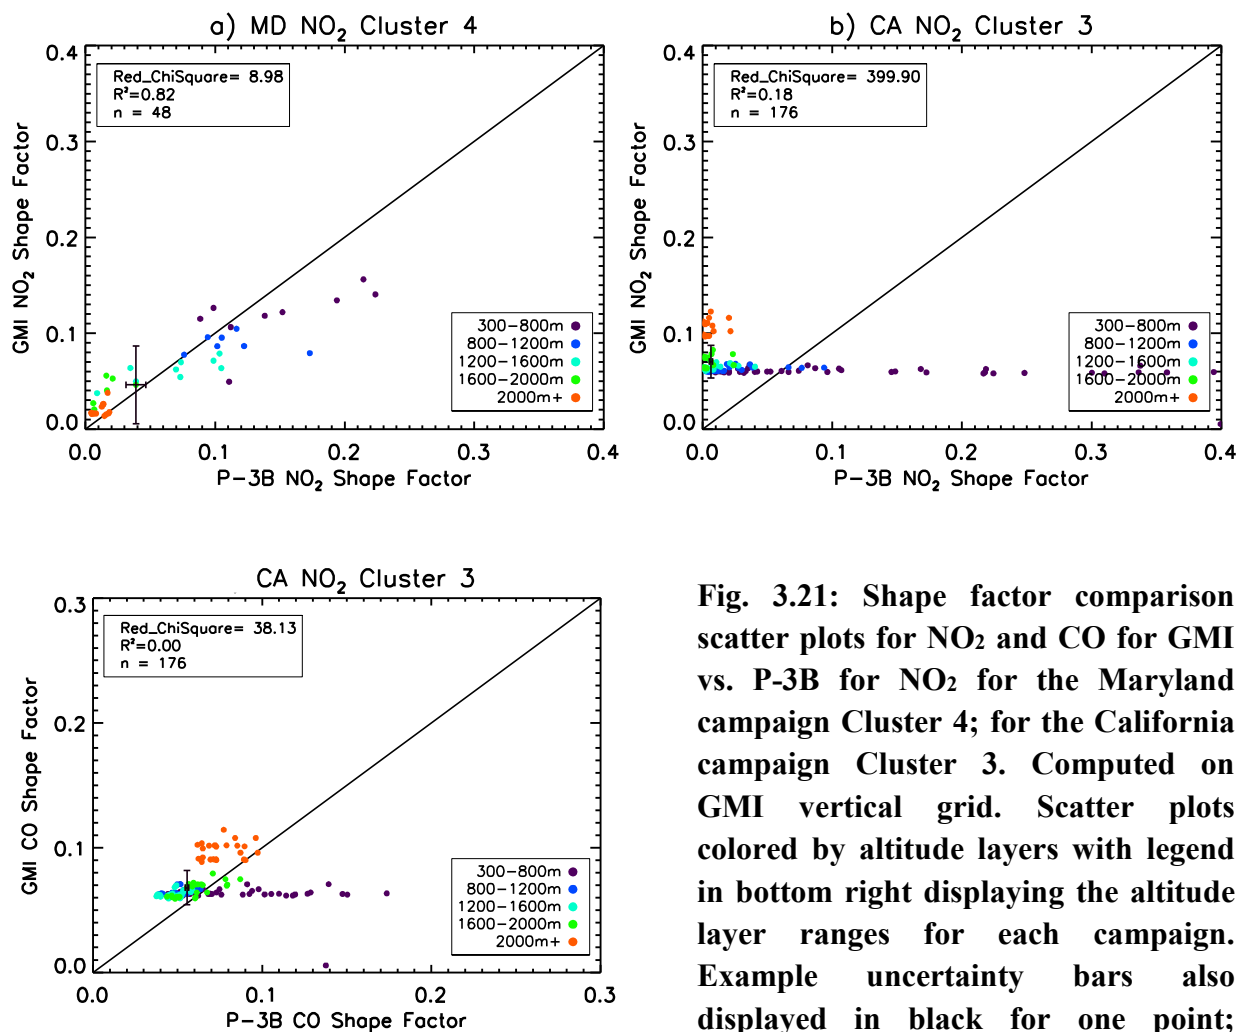 a) MD NO2 Cluster 4
0.4
0.3
0.2
0.1
0.0
GMI NO2 Shape Factor
Red_ChiSquare= 8.98
R²=0.82
n = 48
300-800m
800-1200m
1200-1600m
1600-2000m
2000m+
0.0 0.1 0.2 0.3 0.4
P-3B NO2 Shape Factor
b) CA NO2 Cluster 3
0.4
0.3
0.2
0.1
0.0
GMI NO2 Shape Factor
Red_ChiSquare= 399.90
R²=0.18
n = 176
300-800m
800-1200m
1200-1600m
1600-2000m
2000m+
0.0 0.1 0.2 0.3 0.4
P-3B NO2 Shape Factor
CA NO2 Cluster 3
0.3
0.2
0.1
0.0
GMI CO Shape Factor
Red_ChiSquare= 38.13
R²=0.00
n = 176
300-800m
800-1200m
1200-1600m
1600-2000m
2000m+
0.0 0.1 0.2 0.3
P-3B CO Shape Factor
Fig. 3.21: Shape factor comparison
scatter plots for NO2 and CO for GMI
vs. P-3B for NO2 for the Maryland
campaign Cluster 4; for the California
campaign Cluster 3. Computed on
GMI vertical grid. Scatter plots
colored by altitude layers with legend
in bottom right displaying the altitude
layer ranges for each campaign.
Example uncertainty bars also
displayed in black for one point;